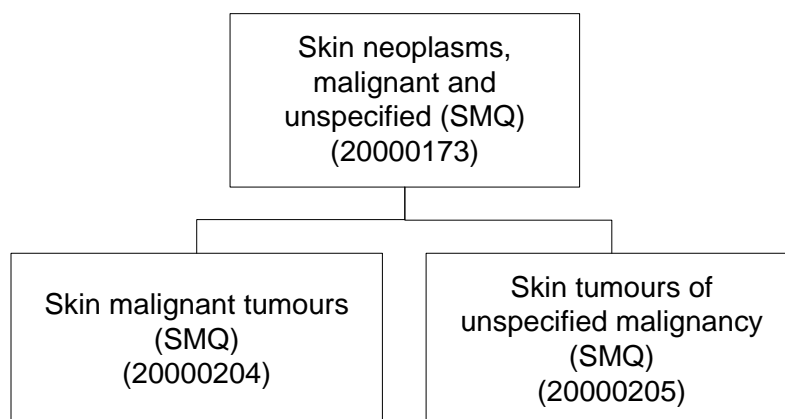 Skin neoplasms,
malignant and
unspecified (SMQ)
(20000173)
Skin malignant tumours
(SMQ)
(20000204)
Skin tumours of
unspecified malignancy
(SMQ)
(20000205)